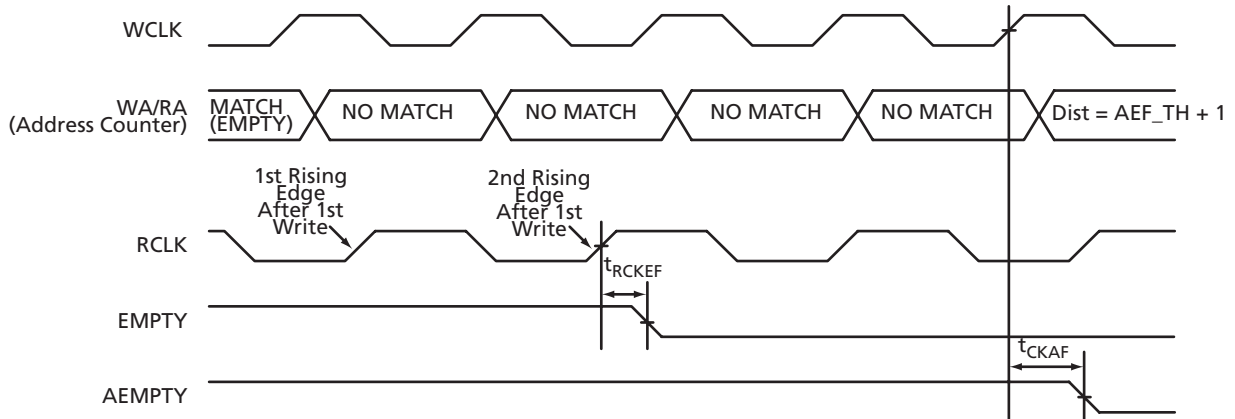 WCLK
WA/RA
(Address Counter)
MATCH
(EMPTY)
NO MATCH
NO MATCH
NO MATCH
NO MATCH
Dist = AEF_TH + 1
1st Rising
Edge
After 1st
Write
2nd Rising
Edge
After 1st
Write
RCLK
tRCKEF
EMPTY
tCKAF
AEMPTY